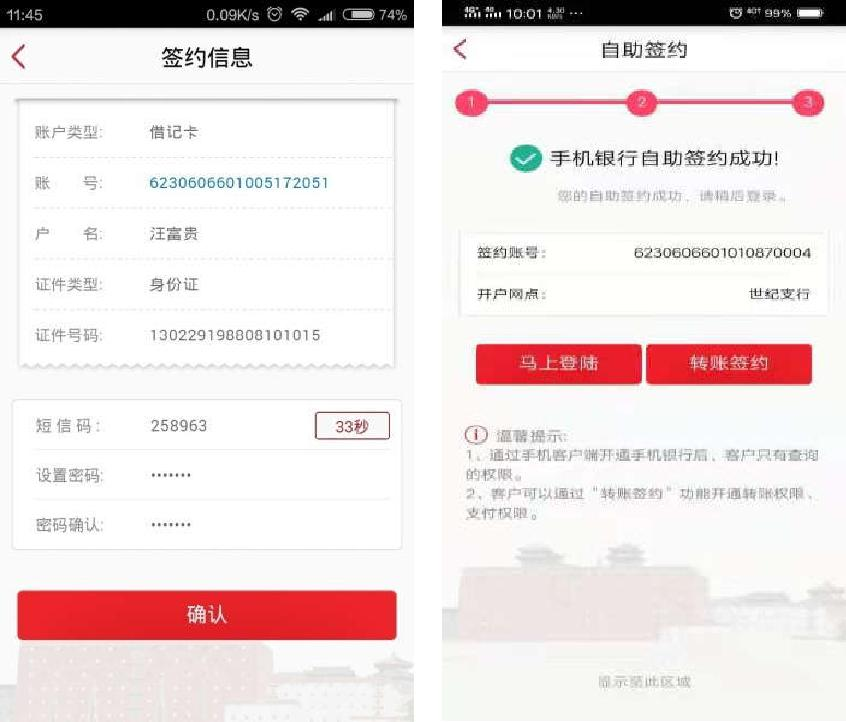 11:45
0.09K/s
74%
签约信息
账户类型: 借记卡
账 号: 6230606601005172051
户 名: 汪富贵
证件类型: 身份证
证件号码: 130229198808101015
短信码: 258963 33秒
设置密码: •••••••
密码确认: •••••••
确认
10:01
4.30
KB/s
99%
自助签约
1 2 3
手机银行自助签约成功!
您的自助签约成功、请稍后登录。
签约账号: 6230606601010870004
开户网点: 世纪支行
马上登陆 转账签约
温馨提示:
1、通过手机客户端开通手机银行后、客户只有查询
的权限。
2、客户可以通过“转账签约”功能开通转账权限、
支付权限。
显示至此区域